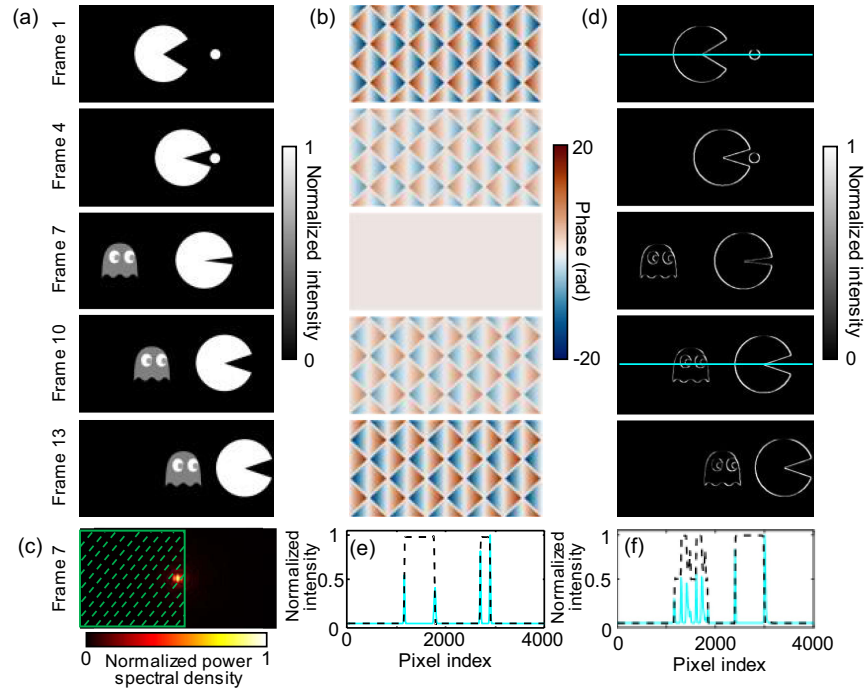 (a)
(b)
(d)
Frame 1
Frame 4
Frame 7
Frame 10
Frame 13
1
Normalized intensity
0
20
Phase (rad)
-20
1
Normalized intensity
0
(c)
Frame 7
0
1
Normalized power
spectral density
(e)
Normalized
intensity
1
0.5
0
0
2000
4000
Pixel index
(f)
Normalized
intensity
1
0.5
0
0
2000
4000
Pixel index